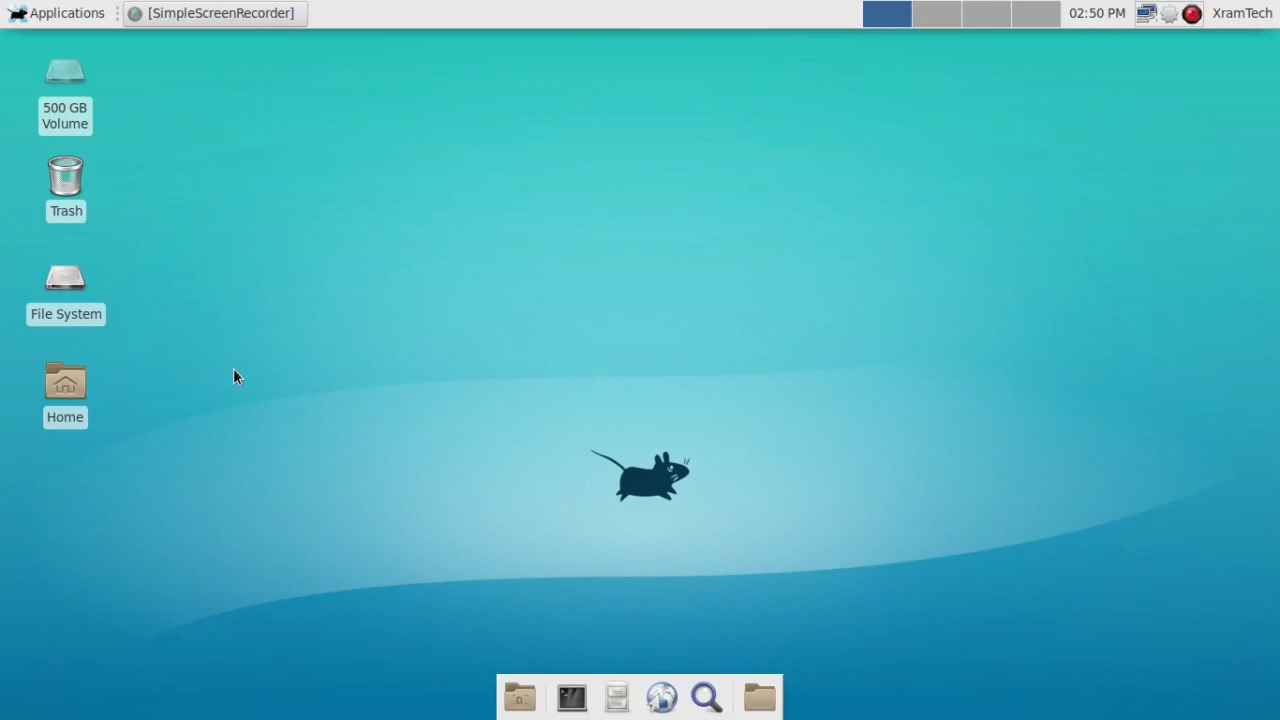 Applications
[SimpleScreenRecorder]
02:50 PM
XramTech
500 GB
Volume
Trash
File System
Home